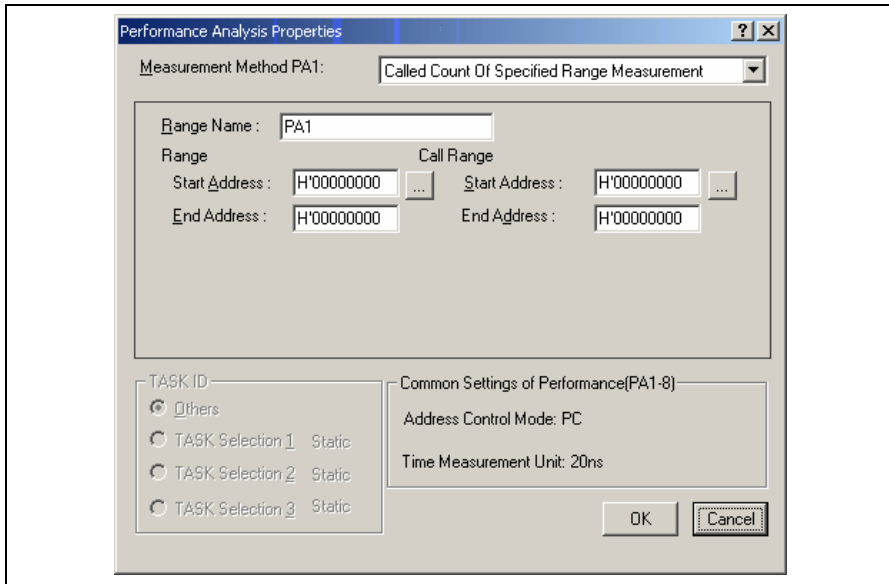 Performance Analysis Properties
Measurement Method PA1: Called Count Of Specified Range Measurement
Range Name : PA1
Range Call Range
Start Address : H'00000000 ... Start Address : H'00000000 ...
End Address : H'00000000 End Address : H'00000000
TASK ID
Others
TASK Selection 1 Static
TASK Selection 2 Static
TASK Selection 3 Static
Common Settings of Performance(PA1-8)
Address Control Mode: PC
Time Measurement Unit: 20ns
OK Cancel